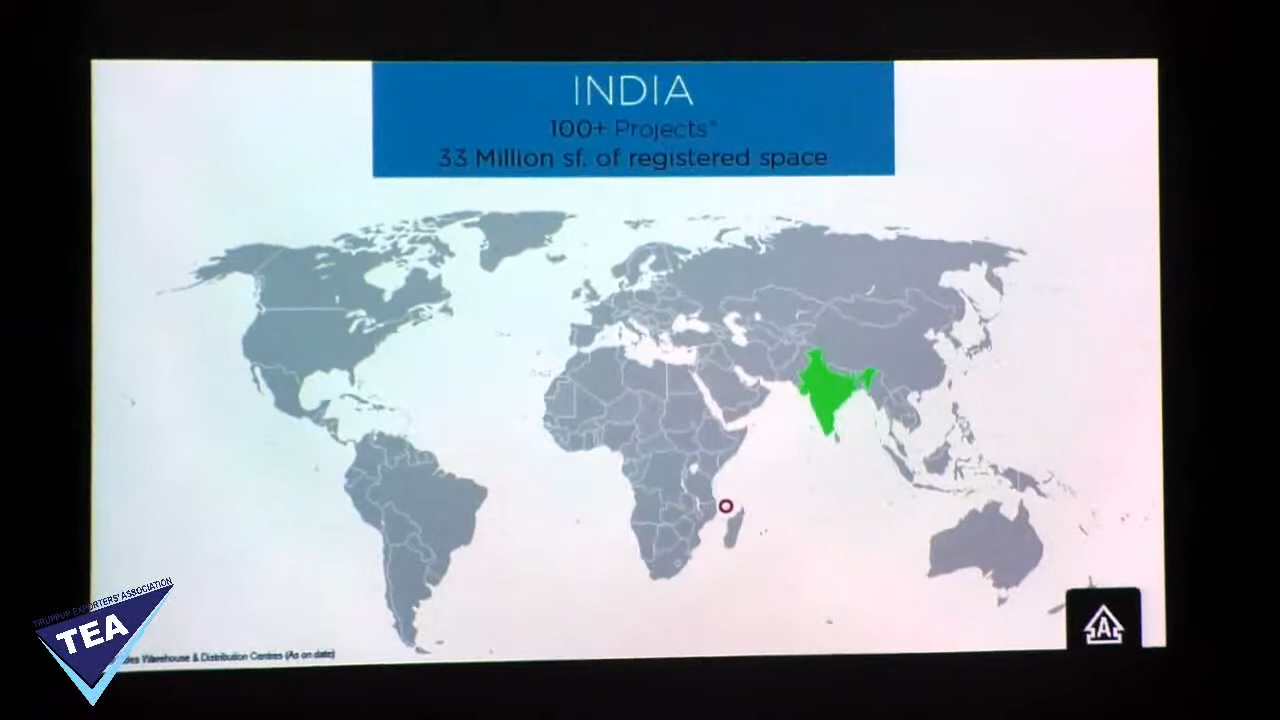 INDIA
100+ Projects*
33 Million sf. of registered space
TIRUPPUR EXPORTERS' ASSOCIATION
TEA
Warehouse & Distribution Centres (As on date)
A